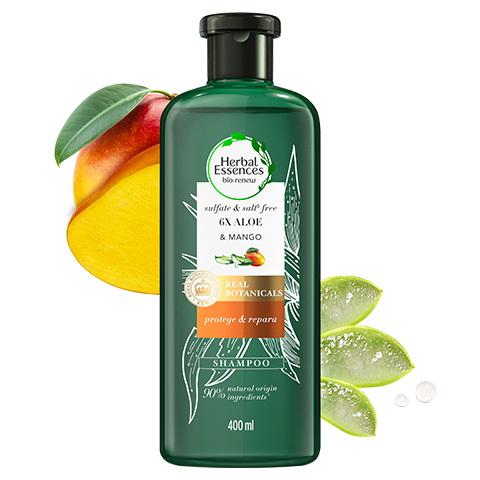 Herbal
Essences
bio:renew
sulfate & salt° free
6X ALOE
& MANGO
REAL
BOTANICALS
protege & repara
SHAMPOO
90% natural origin
ingredients*
400 ml